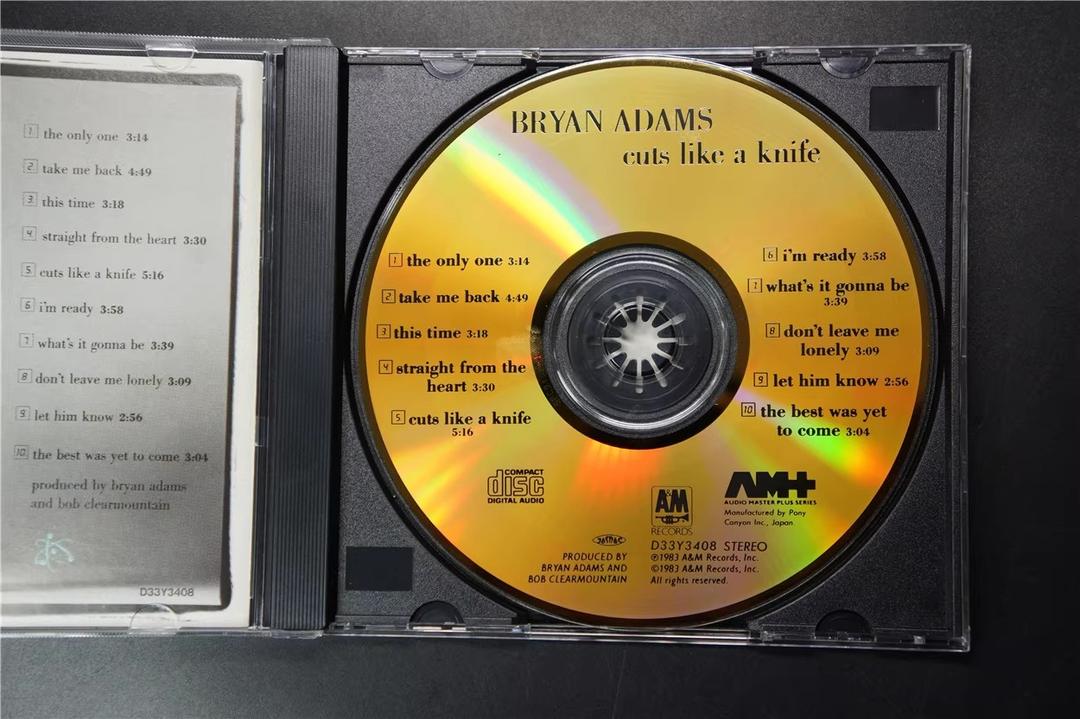 1 the only one 3:14
2 take me back 4:49
3 this time 3:18
4 straight from the heart 3:30
5 cuts like a knife 5:16
6 i'm ready 3:58
7 what's it gonna be 3:39
8 don't leave me lonely 3:09
9 let him know 2:56
10 the best was yet to come 3:04
produced by bryan adams
and bob clearmountain
D33Y3408
BRYAN ADAMS
cuts like a knife
1 the only one 3:14
2 take me back 4:49
3 this time 3:18
4 straight from the
heart 3:30
5 cuts like a knife
5:16
6 i'm ready 3:58
7 what's it gonna be
3:39
8 don't leave me
lonely 3:09
9 let him know 2:56
10 the best was yet
to come 3:04
COMPACT
disc
DIGITAL AUDIO
A&M
RECORDS
AM+
AUDIO MASTER PLUS SERIES
Manufactured by Pony
Canyon Inc., Japan
JASRAC
PRODUCED BY
BRYAN ADAMS AND
BOB CLEARMOUNTAIN
D33Y3408 STEREO
℗1983 A&M Records, Inc.
©1983 A&M Records, Inc.
All rights reserved.